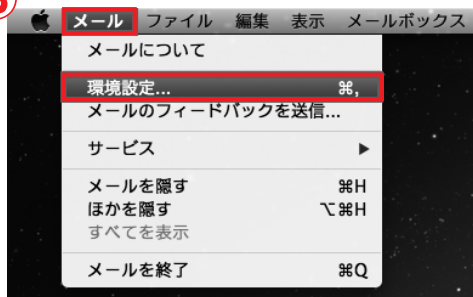 メール ファイル 編集 表示 メールボックス
メールについて
環境設定... ⌘,
メールのフィードバックを送信...
サービス ▶
メールを隠す ⌘H
ほかを隠す ⌥⌘H
すべてを表示
メールを終了 ⌘Q